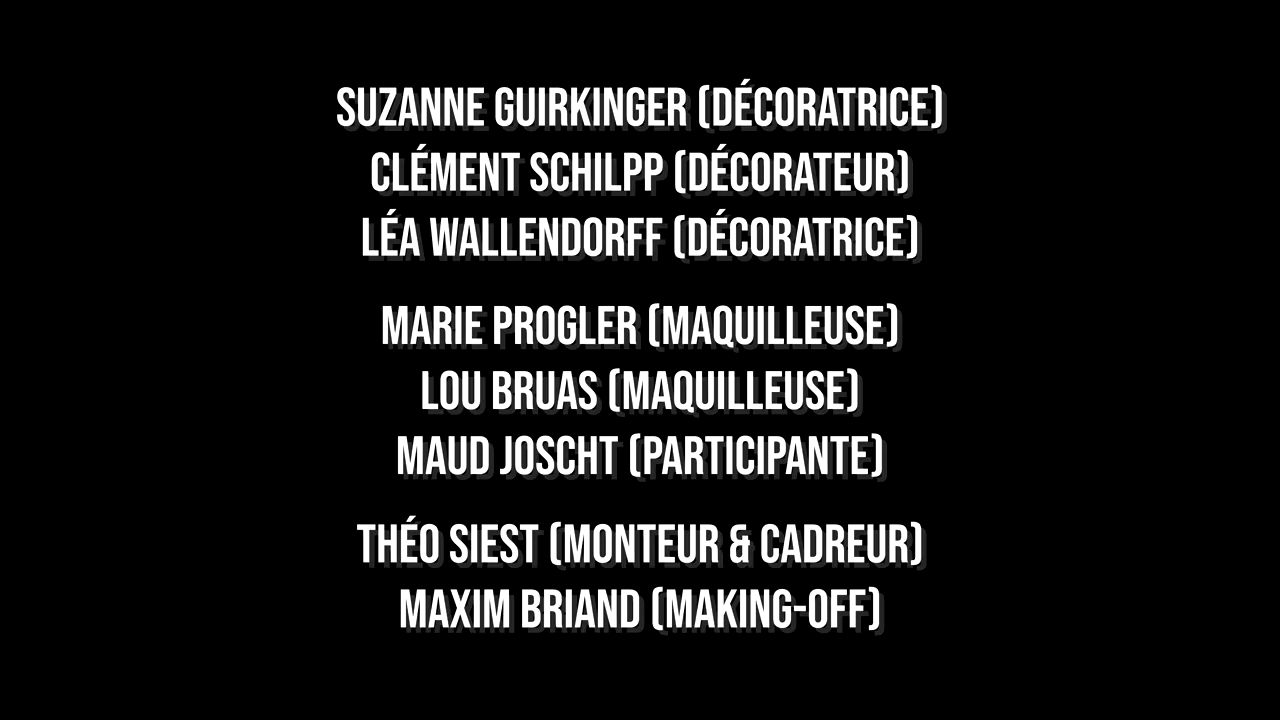 SUZANNE GUIRKINGER (DÉCORATRICE)
CLÉMENT SCHILPP (DÉCORATEUR)
LÉA WALLENDORFF (DÉCORATRICE)
MARIE PROGLER (MAQUILLEUSE)
LOU BRUAS (MAQUILLEUSE)
MAUD JOSCHT (PARTICIPANTE)
THÉO SIEST (MONTEUR & CADREUR)
MAXIM BRIAND (MAKING-OFF)